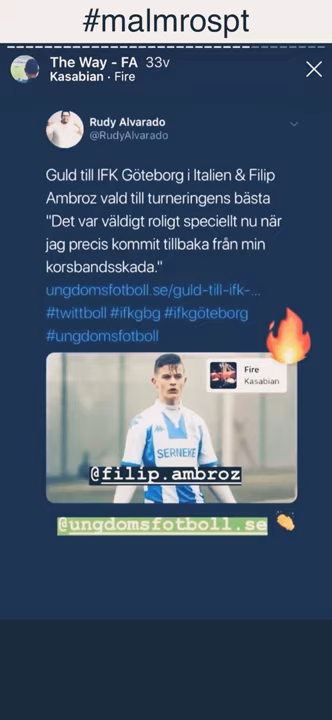 #malmrospt
The Way - FA 33v
Kasabian · Fire
Rudy Alvarado
@RudyAlvarado
Guld till IFK Göteborg i Italien & Filip
Ambroz vald till turneringens bästa
"Det var väldigt roligt speciellt nu när
jag precis kommit tillbaka från min
korsbandsskada."
ungdomsfotboll.se/guld-till-ifk-...
#twittboll #ifkgbg #ifkgöteborg
#ungdomsfotboll
Fire
Kasabian
SERNEKE
@filip.ambroz
@ungdomsfotboll.se